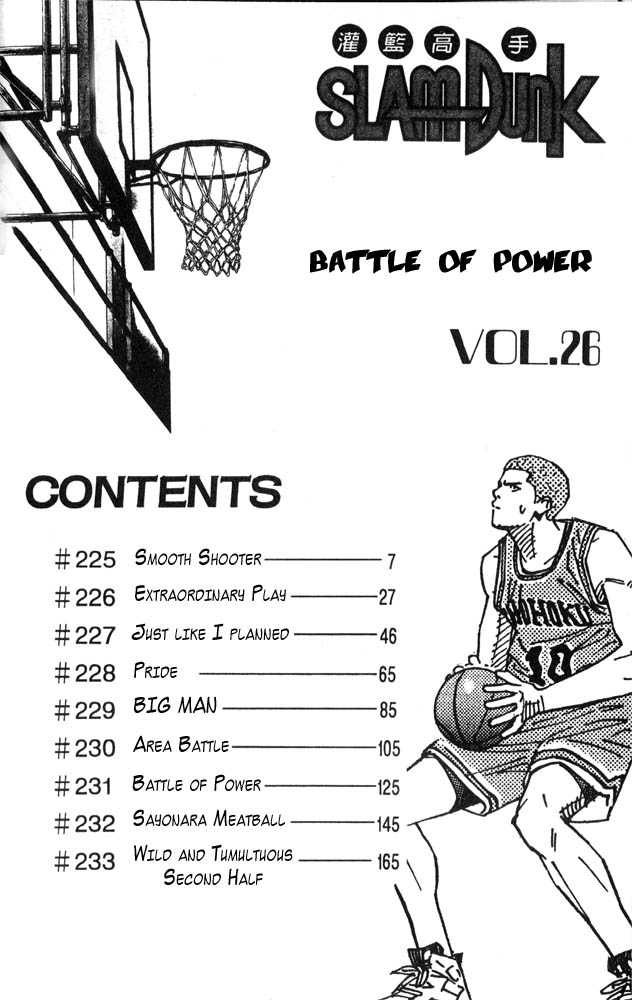 灌籃高手
SLAM DUNK
BATTLE OF POWER
VOL.26
CONTENTS
#225 Smooth Shooter 7
#226 Extraordinary Play 27
#227 Just like I planned 46
#228 Pride 65
#229 BIG MAN 85
#230 Area Battle 105
#231 Battle of Power 125
#232 Sayonara Meatball 145
#233 Wild and Tumultuous 165
Second Half
HOHOKU
10